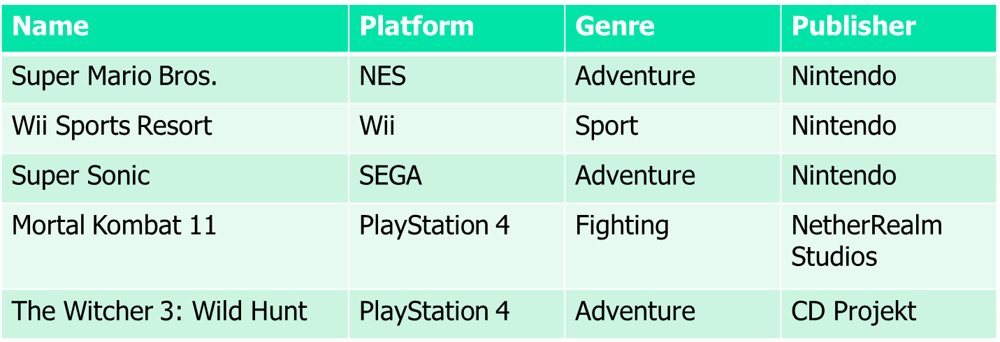 Name Platform Genre Publisher
Super Mario Bros. NES Adventure Nintendo
Wii Sports Resort Wii Sport Nintendo
Super Sonic SEGA Adventure Nintendo
Mortal Kombat 11 PlayStation 4 Fighting NetherRealm
Studios
The Witcher 3: Wild Hunt PlayStation 4 Adventure CD Projekt